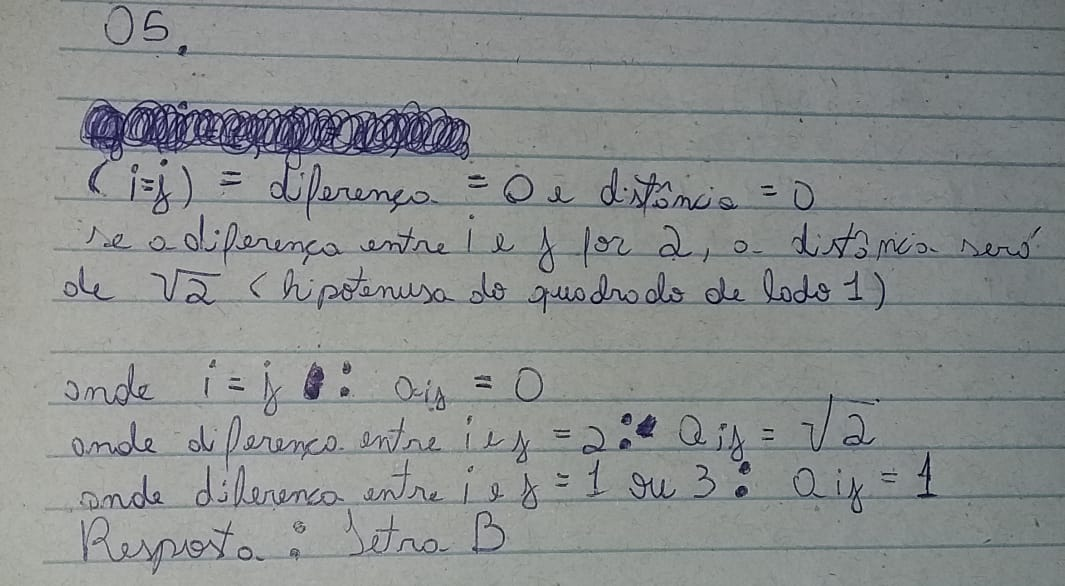 05.
(i=j) = diferença = 0 e distância = 0
se a diferença entre i e j for 2, a distância será
de √2 (hipotenusa do quadrado de lado 1)
onde i = j : aij = 0
onde diferença entre i e j = 2: aij = √2
onde diferença entre i e j = 1 ou 3: aij = 1
Resposta: letra B